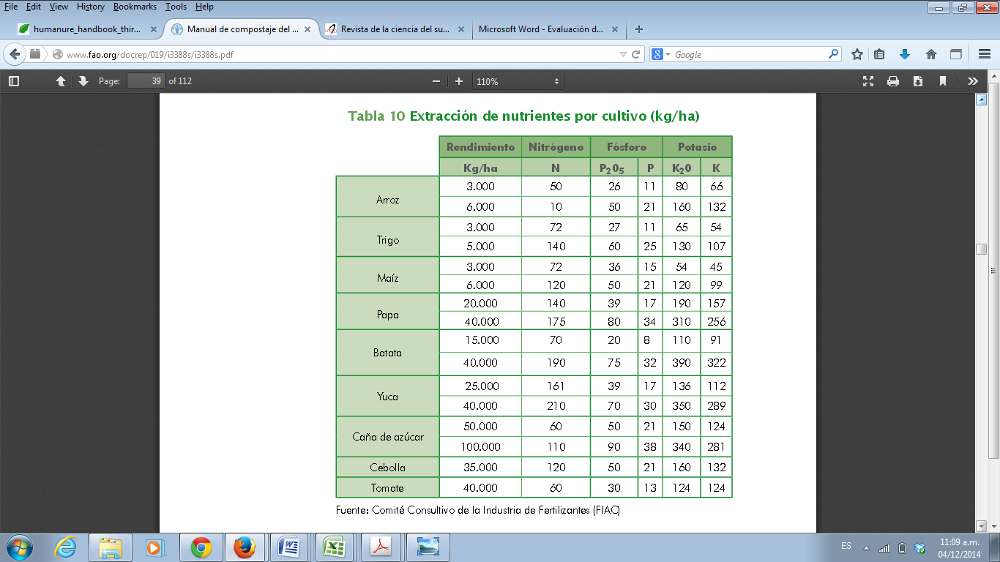 File Edit View History Bookmarks Tools Help
humanure_handbook_thir... Manual de compostaje del ... Revista de la ciencia del su... Microsoft Word - Evaluación d...
www.fao.org/docrep/019/i3388s/i3388s.pdf Google
Page: 39 of 112 110%
Tabla 10 Extracción de nutrientes por cultivo (kg/ha)
Rendimiento Nitrógeno Fósforo Potasio
Kg/ha N P205 P K20 K
Arroz 3.000 50 26 11 80 66
6.000 10 50 21 160 132
Trigo 3.000 72 27 11 65 54
5.000 140 60 25 130 107
Maíz 3.000 72 36 15 54 45
6.000 120 50 21 120 99
Papa 20.000 140 39 17 190 157
40.000 175 80 34 310 256
Batata 15.000 70 20 8 110 91
40.000 190 75 32 390 322
Yuca 25.000 161 39 17 136 112
40.000 210 70 30 350 289
Caña de azúcar 50.000 60 50 21 150 124
100.000 110 90 38 340 281
Cebolla 35.000 120 50 21 160 132
Tomate 40.000 60 30 13 124 124
Fuente: Comité Consultivo de la Industria de Fertilizantes (FIAC)
ES 11:09 a.m.
04/12/2014